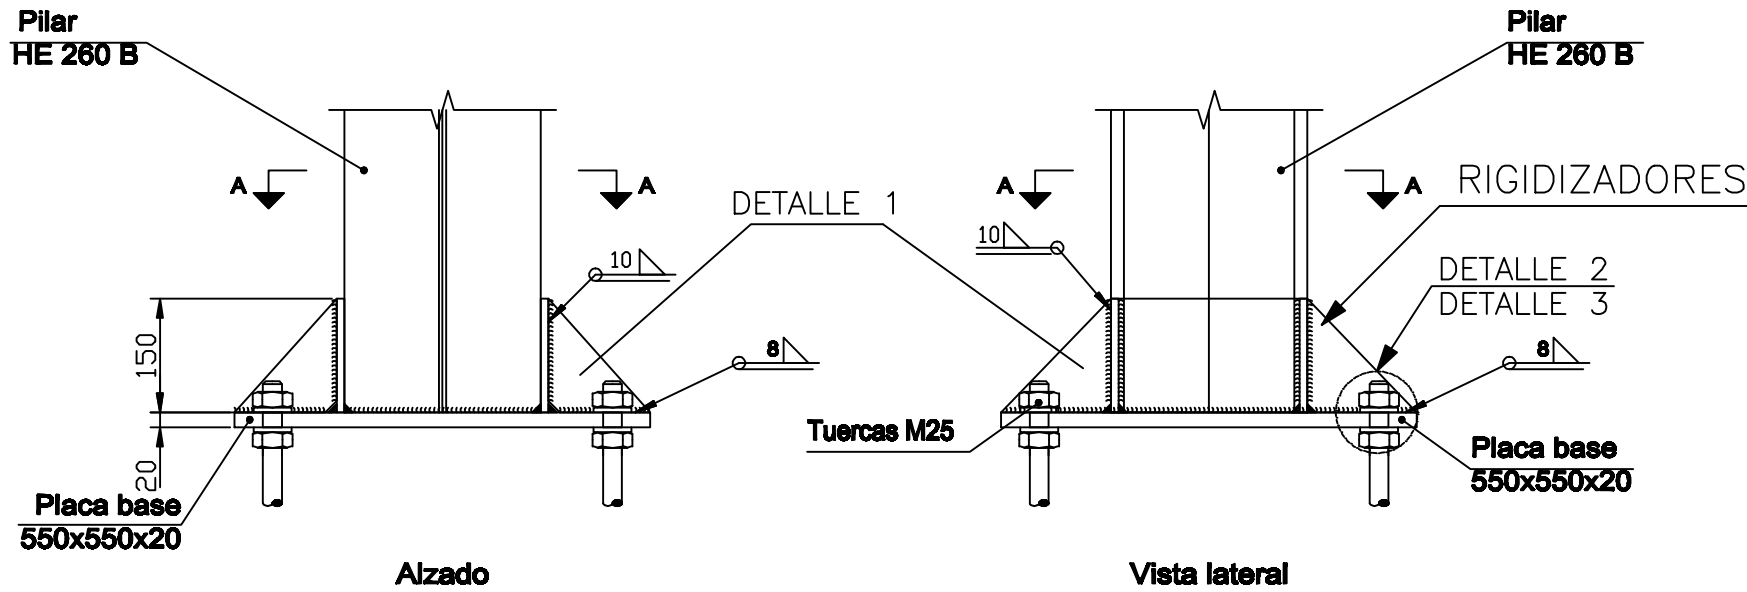 Pilar
HE 260 B
Pilar
HE 260 B
A
A
A
A
RIGIDIZADORES
DETALLE 1
10
10
DETALLE 2
DETALLE 3
150
8
8
Tuercas M25
20
Placa base
550x550x20
Placa base
550x550x20
Alzado
Vista lateral